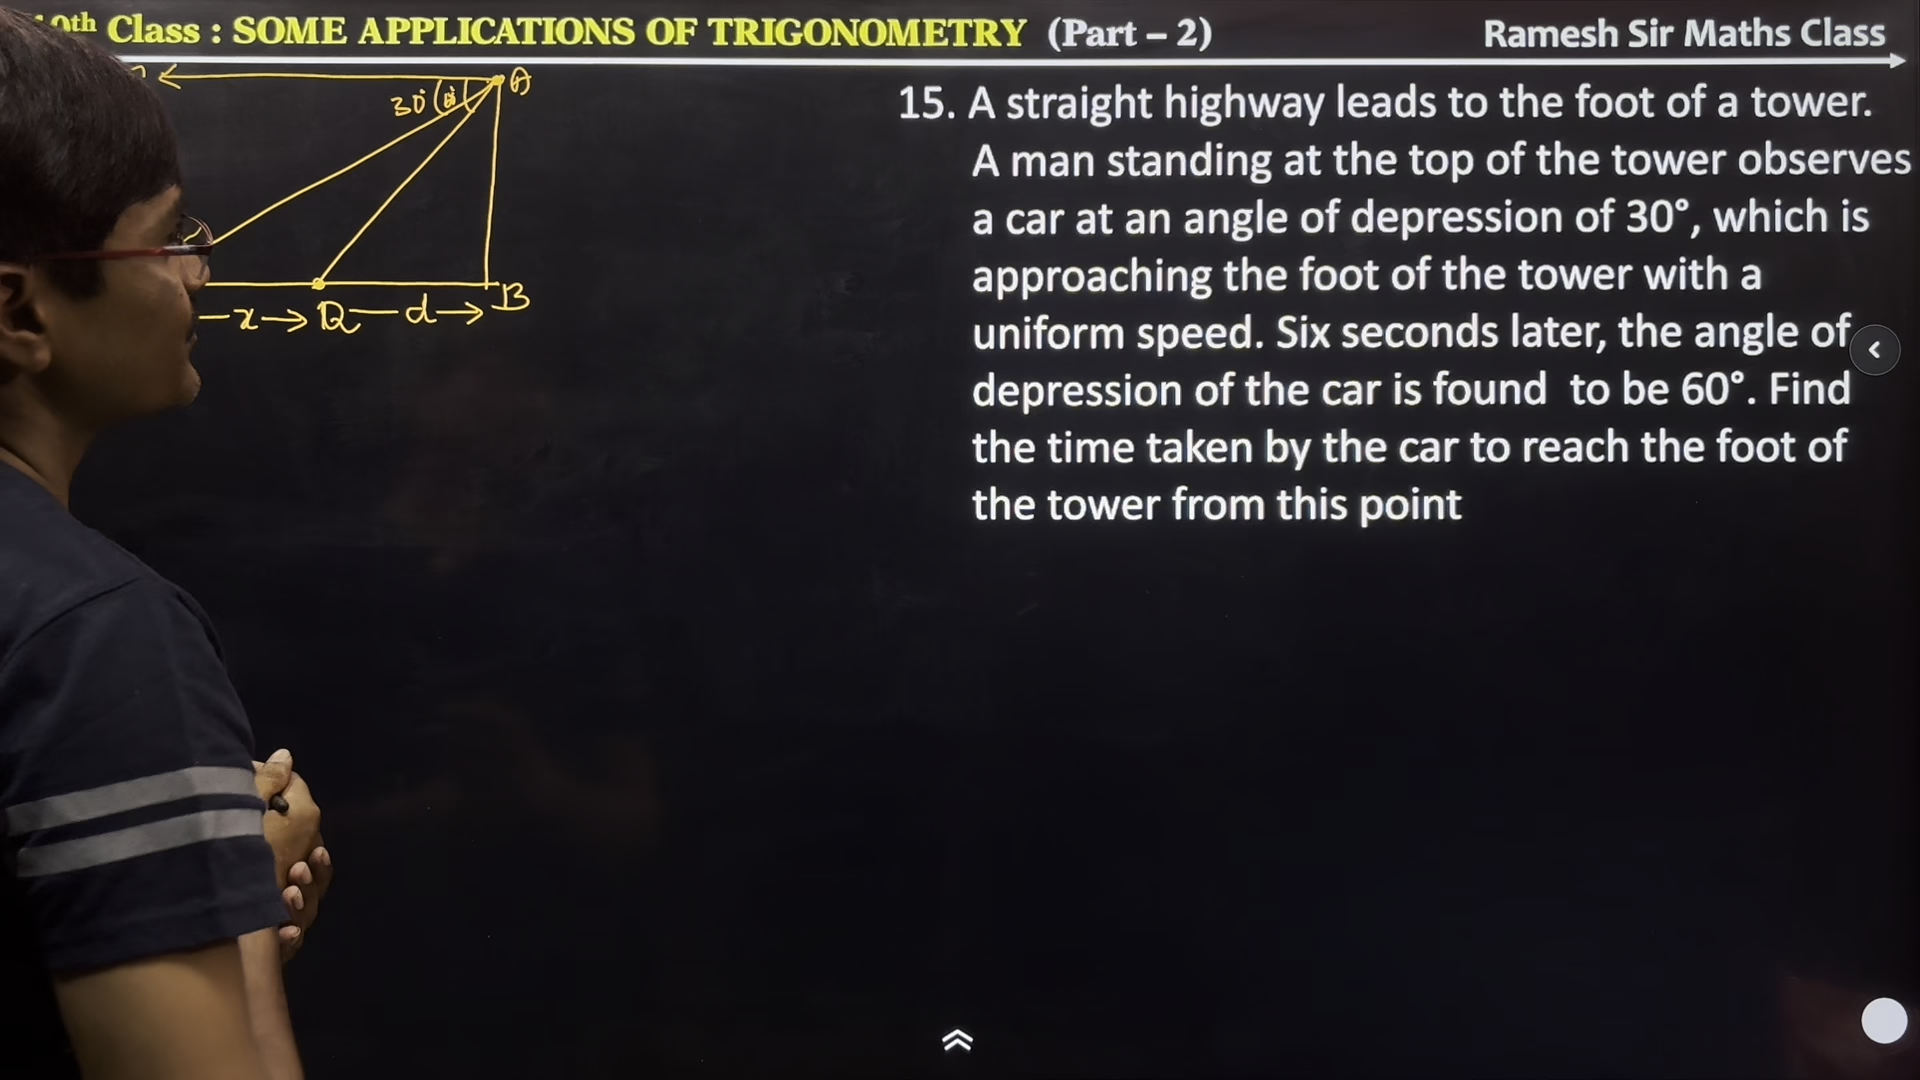 0th Class : SOME APPLICATIONS OF TRIGONOMETRY (Part – 2)
Ramesh Sir Maths Class
A
30°
x → Q d → B
15. A straight highway leads to the foot of a tower.
A man standing at the top of the tower observes
a car at an angle of depression of 30°, which is
approaching the foot of the tower with a
uniform speed. Six seconds later, the angle of
depression of the car is found to be 60°. Find
the time taken by the car to reach the foot of
the tower from this point